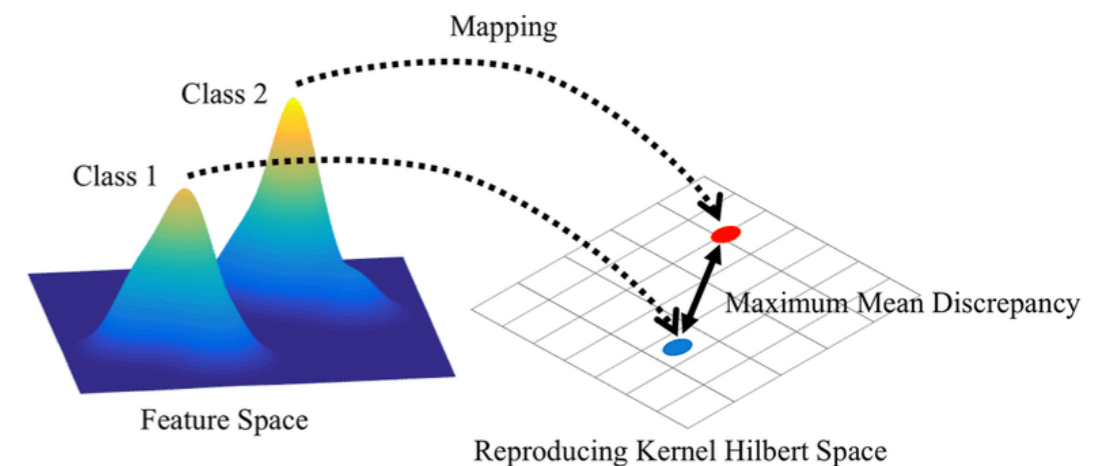 Mapping
Class 2
Class 1
Maximum Mean Discrepancy
Feature Space
Reproducing Kernel Hilbert Space